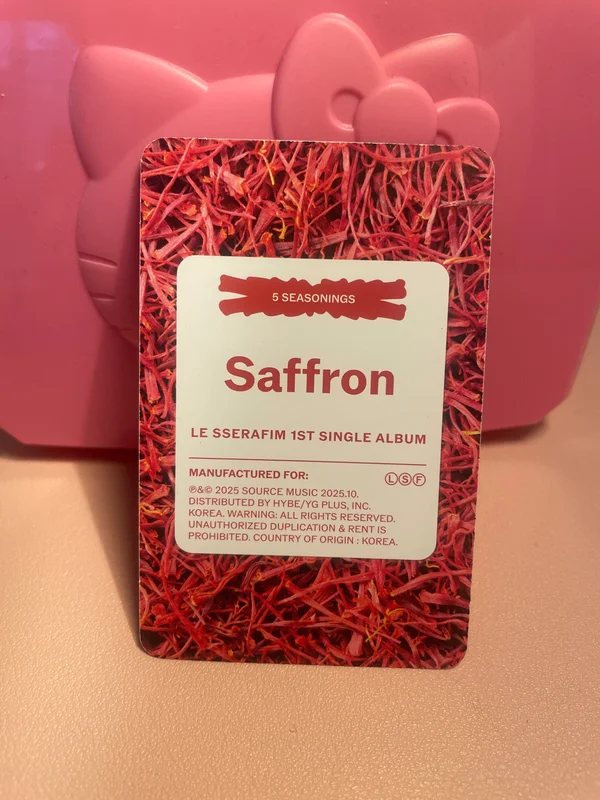 5 SEASONINGS
Saffron
LE SSERAFIM 1ST SINGLE ALBUM
MANUFACTURED FOR:
LSF
℗&© 2025 SOURCE MUSIC 2025.10.
DISTRIBUTED BY HYBE/YG PLUS, INC.
KOREA. WARNING: ALL RIGHTS RESERVED.
UNAUTHORIZED DUPLICATION & RENT IS
PROHIBITED. COUNTRY OF ORIGIN : KOREA.